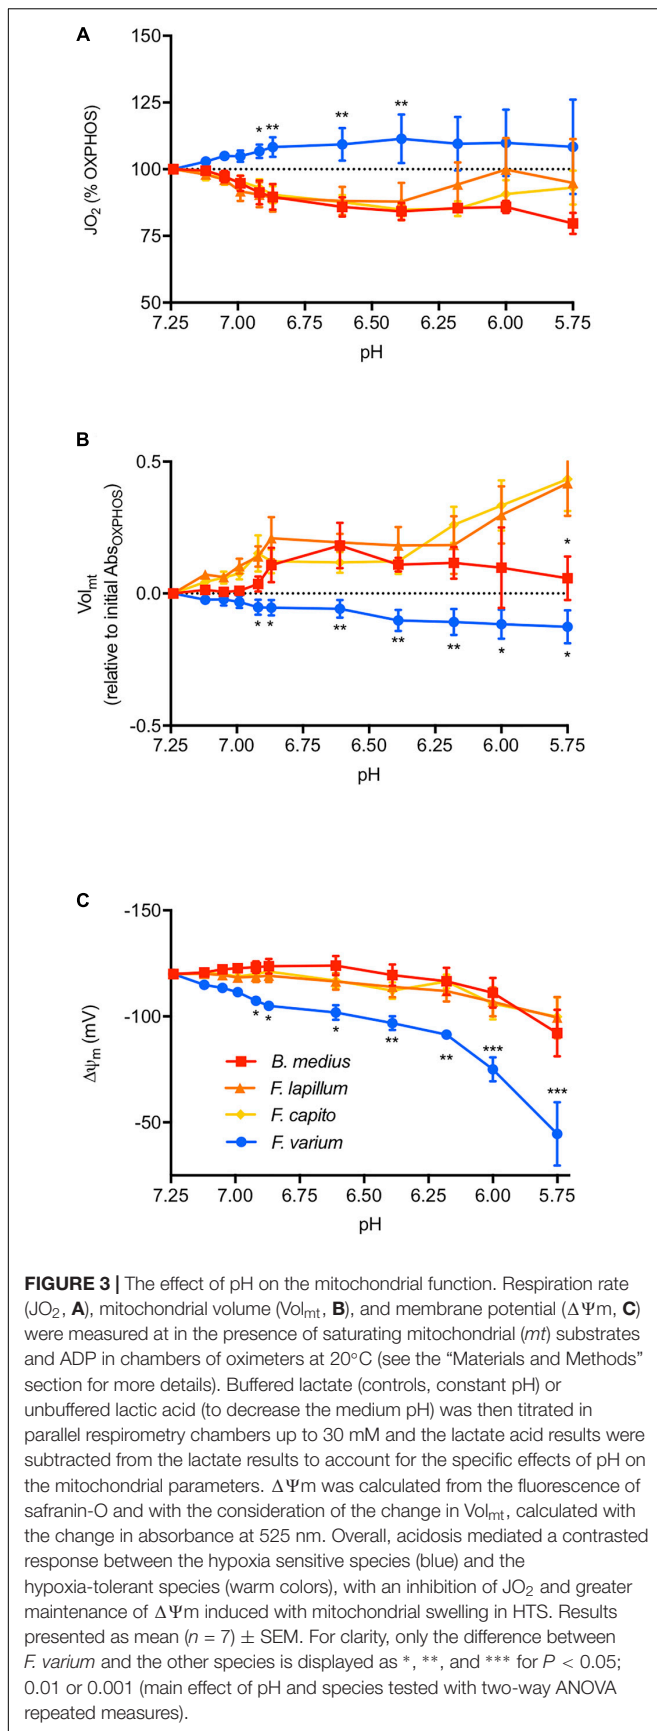 A
150
125
100
75
50
JO2 (% OXPHOS)
* ** ** **
7.25 7.00 6.75 6.50 6.25 6.00 5.75
pH
B
0.5
0.0
-0.5
Volmt
(relative to initial AbsOXPHOS)
*
* * ** ** ** * *
7.25 7.00 6.75 6.50 6.25 6.00 5.75
pH
C
-150
-100
-50
Δψm (mV)
* * * ** ** *** ***
B. medius
F. lapillum
F. capito
F. varium
7.25 7.00 6.75 6.50 6.25 6.00 5.75
pH
FIGURE 3 | The effect of pH on the mitochondrial function. Respiration rate
(JO2, A), mitochondrial volume (Volmt, B), and membrane potential (ΔΨm, C)
were measured at in the presence of saturating mitochondrial (mt) substrates
and ADP in chambers of oximeters at 20°C (see the “Materials and Methods”
section for more details). Buffered lactate (controls, constant pH) or
unbuffered lactic acid (to decrease the medium pH) was then titrated in
parallel respirometry chambers up to 30 mM and the lactate acid results were
subtracted from the lactate results to account for the specific effects of pH on
the mitochondrial parameters. ΔΨm was calculated from the fluorescence of
safranin-O and with the consideration of the change in Volmt, calculated with
the change in absorbance at 525 nm. Overall, acidosis mediated a contrasted
response between the hypoxia sensitive species (blue) and the
hypoxia-tolerant species (warm colors), with an inhibition of JO2 and greater
maintenance of ΔΨm induced with mitochondrial swelling in HTS. Results
presented as mean (n = 7) ± SEM. For clarity, only the difference between
F. varium and the other species is displayed as *, **, and *** for P < 0.05;
0.01 or 0.001 (main effect of pH and species tested with two-way ANOVA
repeated measures).